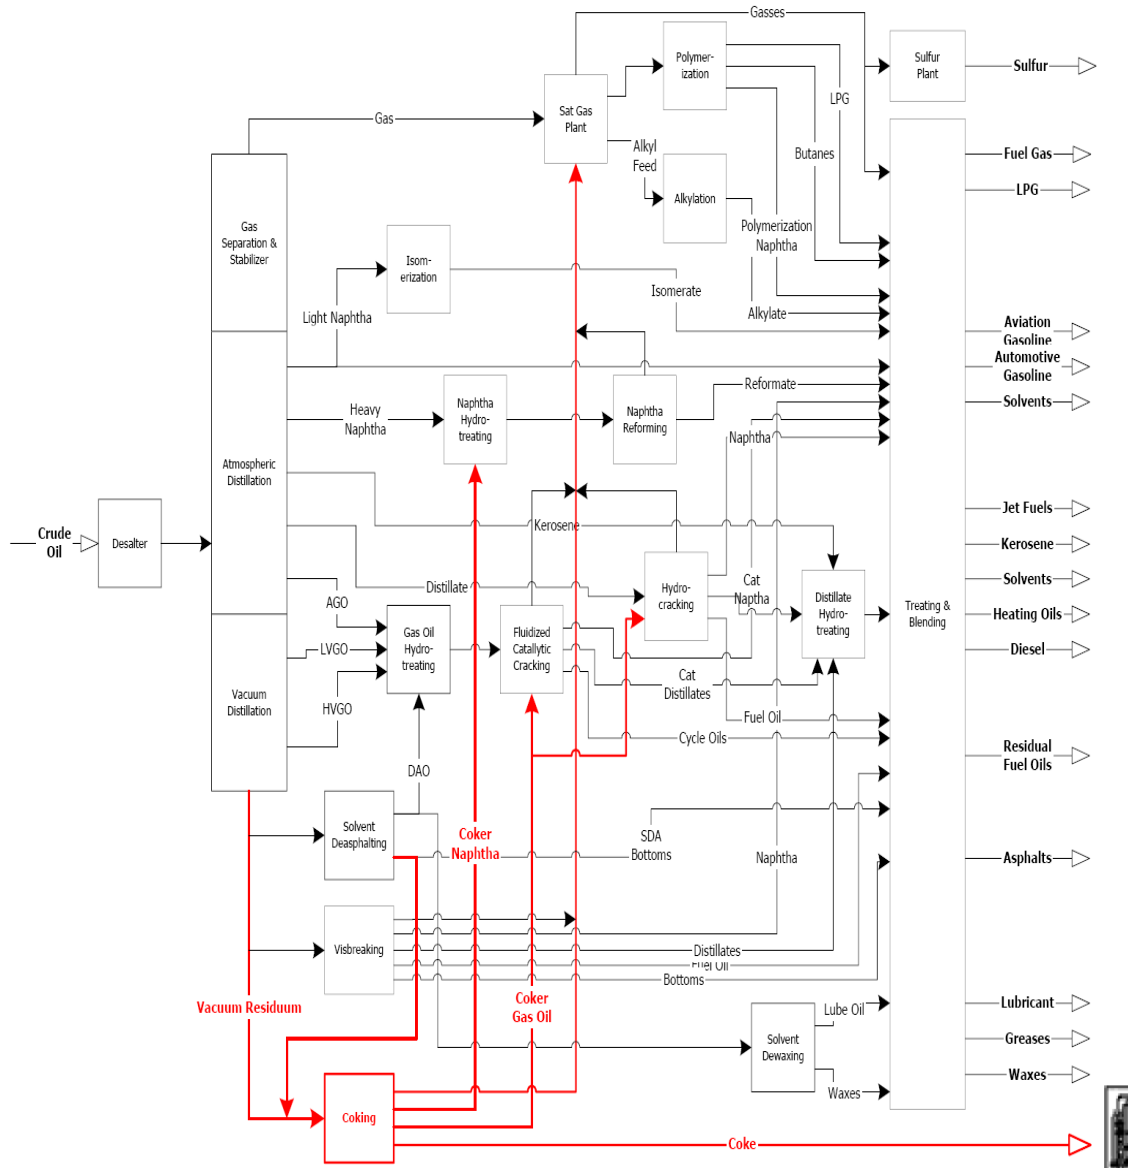 Gasses
Polymer-
ization
Sulfur
Plant
Sulfur
LPG
Sat Gas
Plant
Gas
Alkyl
Feed
Butanes
Fuel Gas
LPG
Alkylation
Gas
Separation &
Stabilizer
Polymerization
Naphtha
Isom-
erization
Isomerate
Light Naphtha
Alkylate
Aviation
Gasoline
Automotive
Gasoline
Reformate
Solvents
Heavy
Naphtha
Naphtha
Hydro-
treating
Naphtha
Reforming
Naphtha
Atmospheric
Distillation
Crude
Oil
Desalter
Kerosene
Jet Fuels
Kerosene
Distillate
Hydro-
cracking
Cat
Naptha
Distillate
Hydro-
treating
Treating &
Blending
Solvents
Heating Oils
Diesel
AGO
LVGO
HVGO
Gas Oil
Hydro-
treating
Fluidized
Catallytic
Cracking
Cat
Distillates
Vacuum
Distillation
Fuel Oil
Cycle Oils
Residual
Fuel Oils
DAO
Solvent
Deasphalting
Coker
Naphtha
SDA
Bottoms
Naphtha
Asphalts
Visbreaking
Distillates
Fuel Oil
Bottoms
Vacuum Residuum
Coker
Gas Oil
Lube Oil
Lubricant
Solvent
Dewaxing
Greases
Waxes
Waxes
Coking
Coke